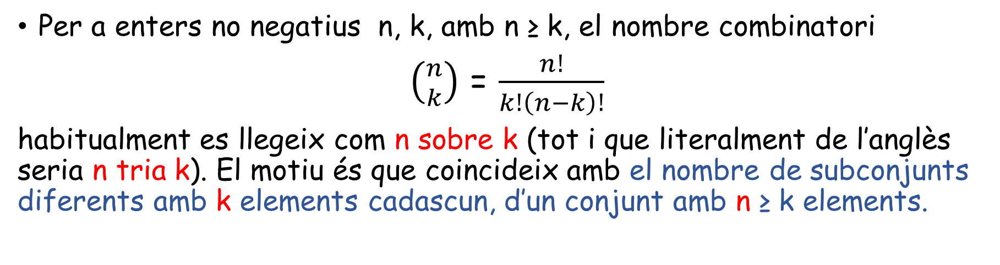 • Per a enters no negatius  n, k, amb n ≥ k, el nombre combinatori
(n k) = n! / k!(n−k)!
habitualment es llegeix com n sobre k (tot i que literalment de l’anglès
seria n tria k). El motiu és que coincideix amb el nombre de subconjunts
diferents amb k elements cadascun, d’un conjunt amb n ≥ k elements.